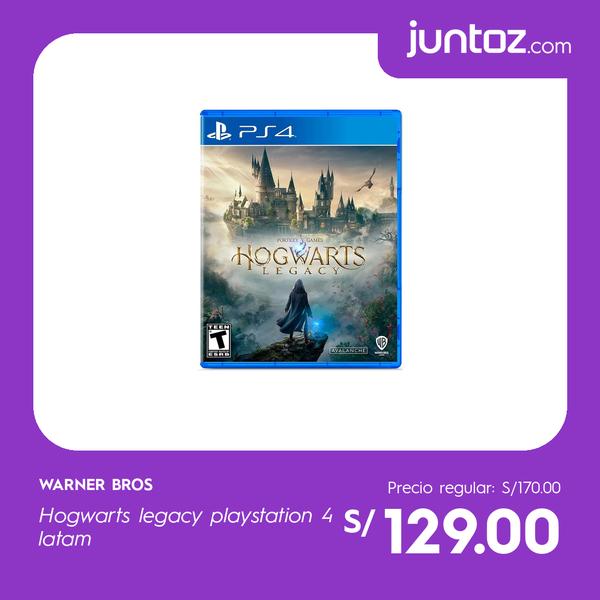 juntoz.com
PS4
PORTKEY GAMES
HOGWARTS
LEGACY
TEEN
T
ESRB
AVALANCHE
WB
WARNER BROS
Precio regular: S/170.00
Hogwarts legacy playstation 4
latam
S/129.00